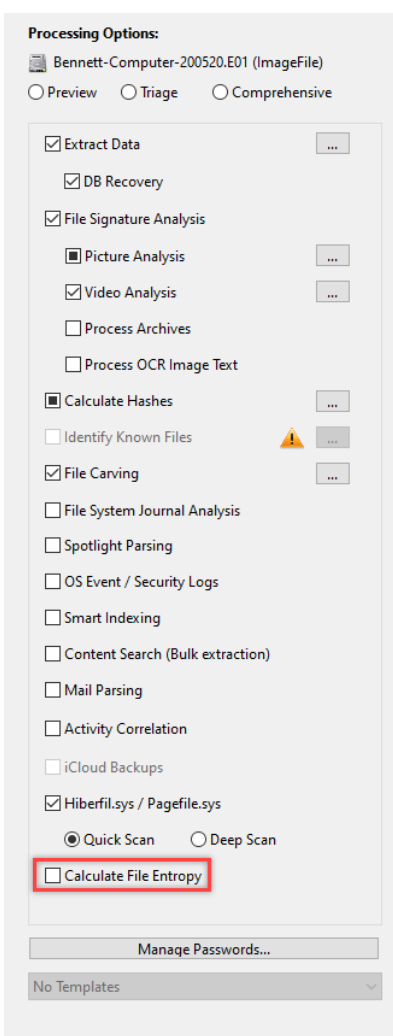 Processing Options:
Bennett-Computer-200520.E01 (ImageFile)
Preview Triage Comprehensive
Extract Data ...
DB Recovery
File Signature Analysis
Picture Analysis ...
Video Analysis ...
Process Archives
Process OCR Image Text
Calculate Hashes ...
Identify Known Files ...
File Carving ...
File System Journal Analysis
Spotlight Parsing
OS Event / Security Logs
Smart Indexing
Content Search (Bulk extraction)
Mail Parsing
Activity Correlation
iCloud Backups
Hiberfil.sys / Pagefile.sys
Quick Scan Deep Scan
Calculate File Entropy
Manage Passwords...
No Templates